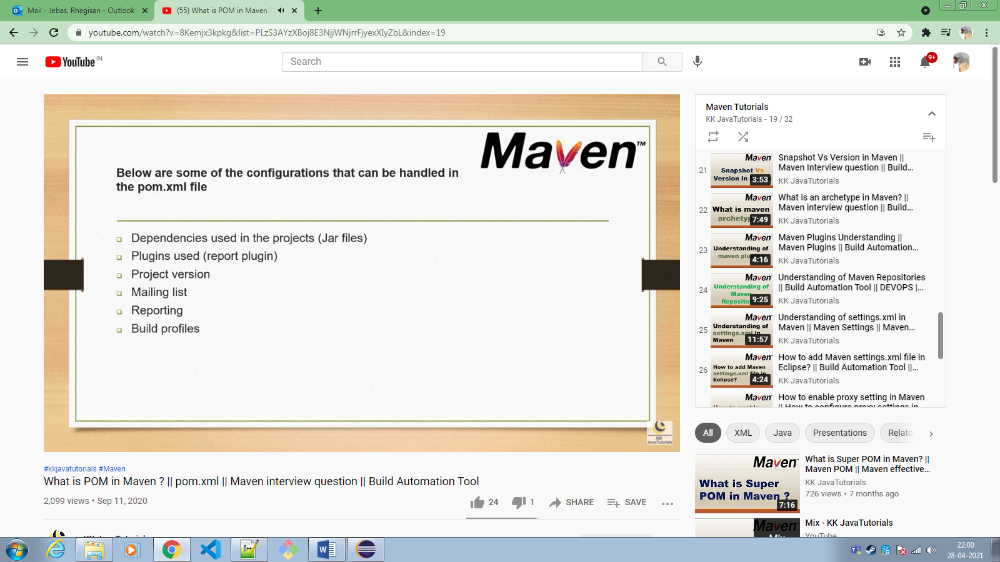 Mail - Jebas, Rhegisan - Outlook
(55) What is POM in Maven ?
youtube.com/watch?v=8Kemjx3kpkg&list=PLzS3AYzXBoj8E3NjjWNjrrFjyexXIyZbL&index=19
YouTube IN
Search
9+
Maven™
Below are some of the configurations that can be handled in
the pom.xml file
Dependencies used in the projects (Jar files)
Plugins used (report plugin)
Project version
Mailing list
Reporting
Build profiles
KK
JavaTutorials
#kkjavatutorials #Maven
What is POM in Maven ? || pom.xml || Maven interview question || Build Automation Tool
2,099 views • Sep 11, 2020
24
1
SHARE
SAVE
Maven Tutorials
KK JavaTutorials - 19 / 32
21
Maven
Snapshot Vs
Version in
3:53
Snapshot Vs Version in Maven ||
Maven Interview question || Build...
KK JavaTutorials
22
Maven
What is maven
archetyp
7:49
What is an archetype in Maven? ||
Maven interview question || Build...
KK JavaTutorials
23
Maven
Understanding of
maven plu
4:16
Maven Plugins Understanding ||
Maven Plugins || Build Automation...
KK JavaTutorials
24
Maven
Understanding of
Maven
Reposito
9:25
Understanding of Maven Repositories
|| Build Automation Tool || DEVOPS |...
KK JavaTutorials
25
Maven
Understanding of
settings.xml in
Maven
11:57
Understanding of settings.xml in
Maven || Maven Settings || Maven...
KK JavaTutorials
26
Maven
How to add Maven
settings.xml file in
Eclipse?
4:24
How to add Maven settings.xml file in
Eclipse? || Build Automation Tool ||...
KK JavaTutorials
Maven
How to enable
How to enable proxy setting in Maven
|| How to configure proxy settings in
All
XML
Java
Presentations
Relate
Maven
What is Super
POM in Maven ?
7:16
What is Super POM in Maven? ||
Maven POM || Maven effective...
KK JavaTutorials
726 views • 7 months ago
Mix
Mix - KK JavaTutorials
YouTube
22:00
28-04-2021